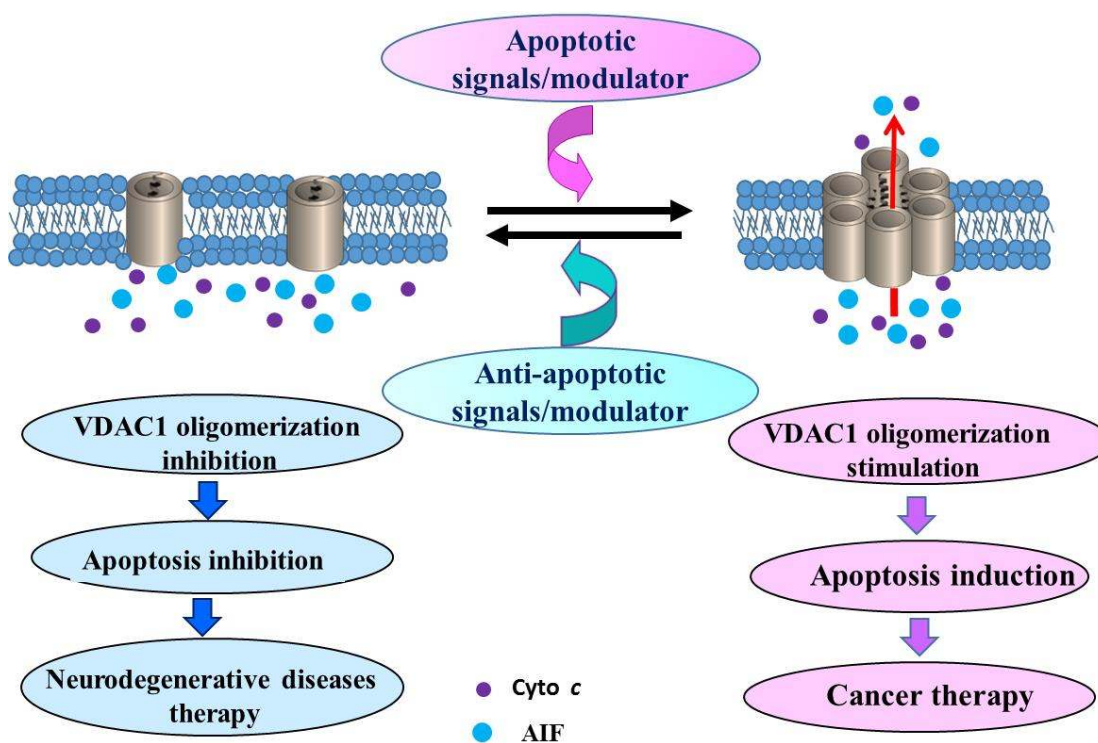 Apoptotic
signals/modulator
Anti-apoptotic
signals/modulator
VDAC1 oligomerization
inhibition
Apoptosis inhibition
Neurodegenerative diseases
therapy
VDAC1 oligomerization
stimulation
Apoptosis induction
Cancer therapy
Cyto c
AIF